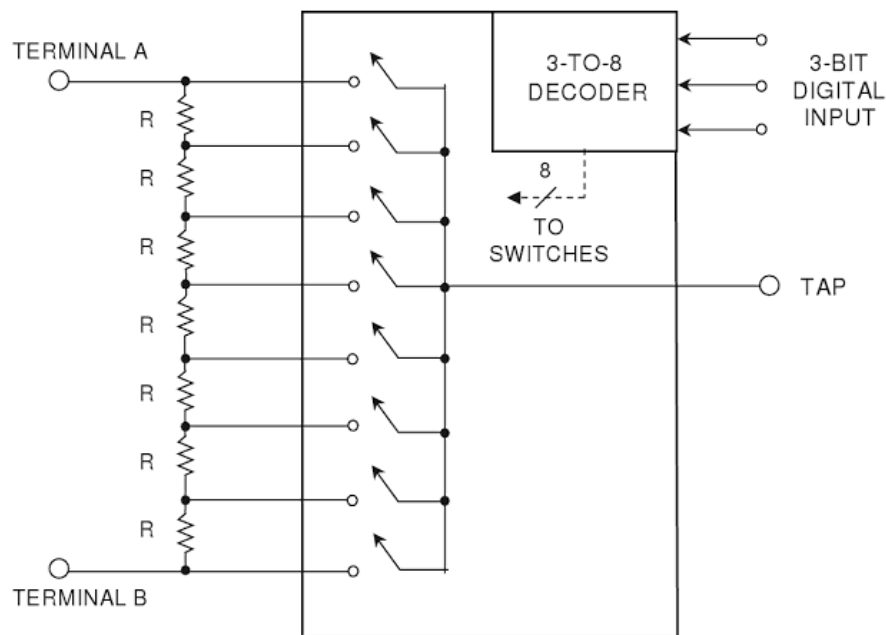 TERMINAL A
R
R
R
R
R
R
R
TERMINAL B
3-TO-8
DECODER
8
TO
SWITCHES
3-BIT
DIGITAL
INPUT
TAP